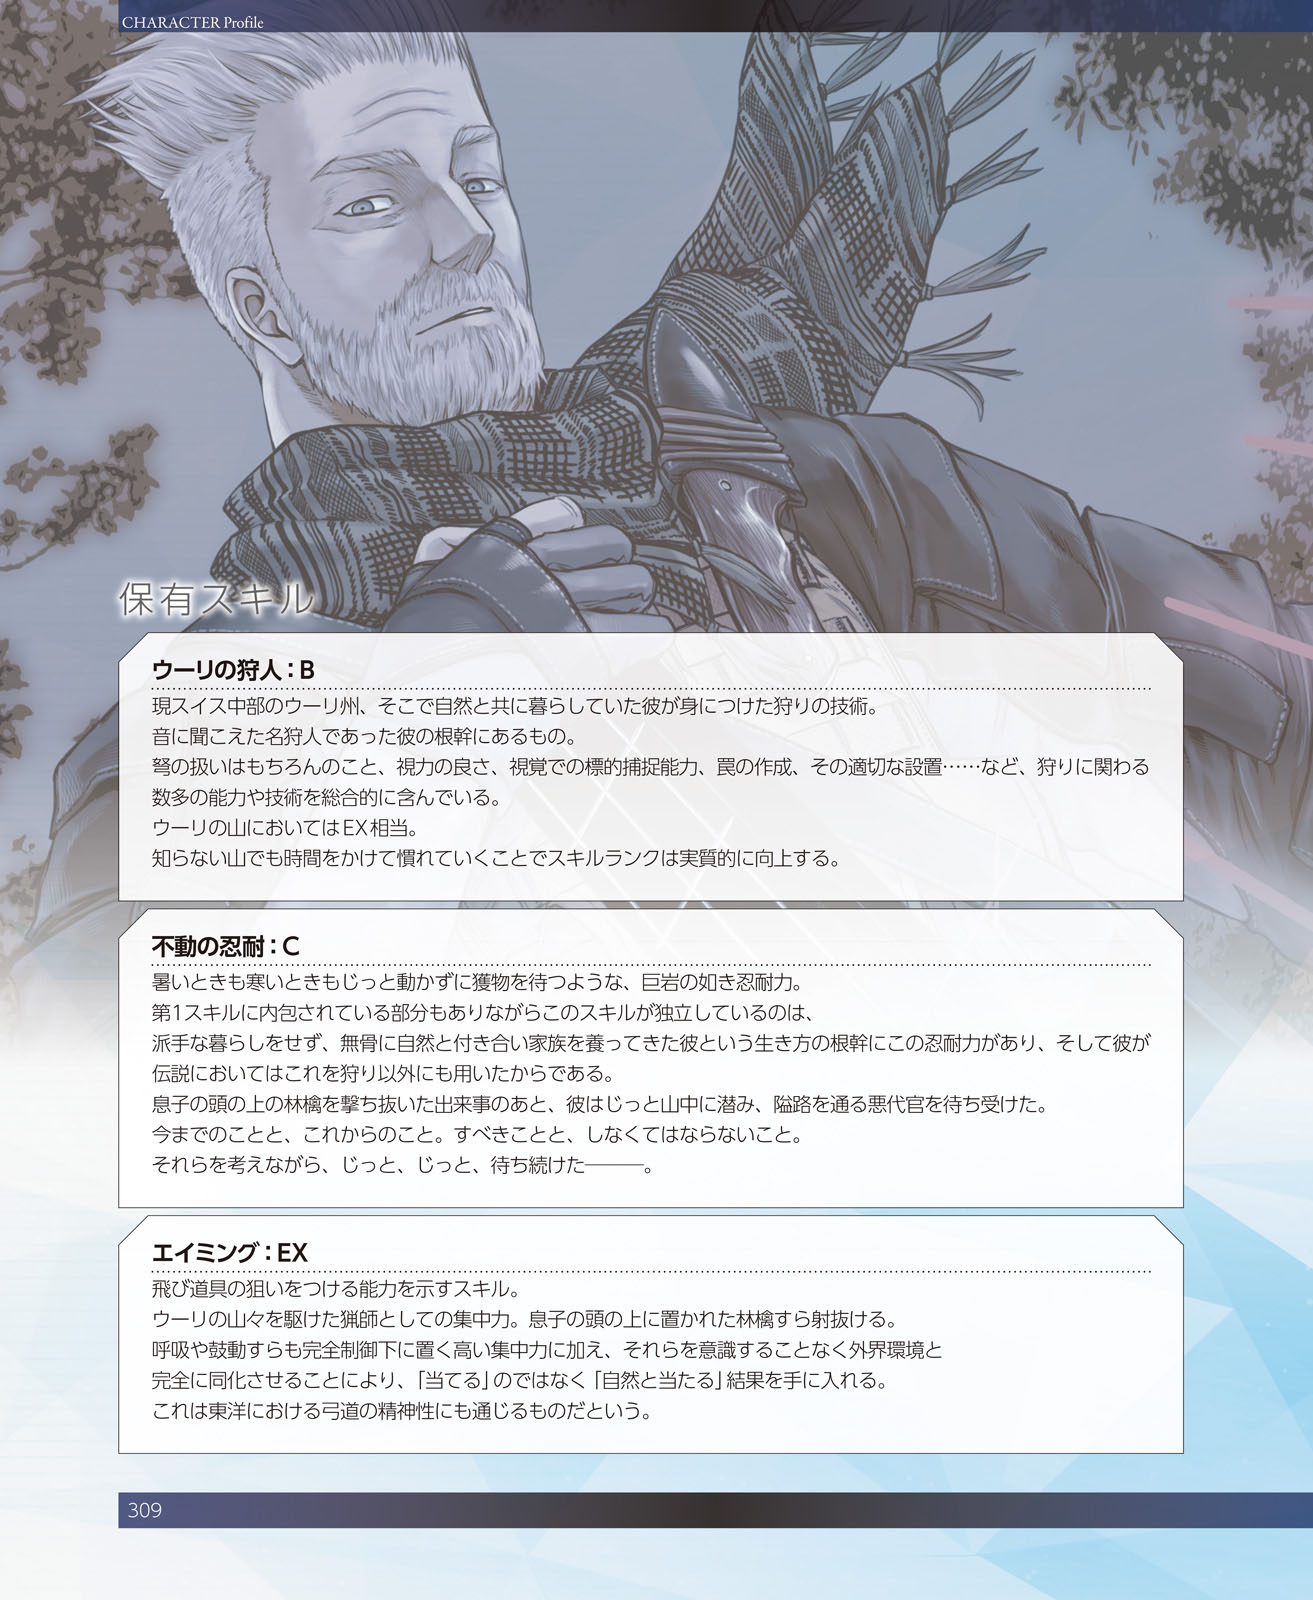 CHARACTER Profile
保有スキル
ウーリの狩人：B
現スイス中部のウーリ州、そこで自然と共に暮らしていた彼が身につけた狩りの技術。
音に聞こえた名狩人であった彼の根幹にあるもの。
弩の扱いはもちろんのこと、視力の良さ、視覚での標的捕捉能力、罠の作成、その適切な設置……など、狩りに関わる
数多の能力や技術を総合的に含んでいる。
ウーリの山においてはEX相当。
知らない山でも時間をかけて慣れていくことでスキルランクは実質的に向上する。
不動の忍耐：C
暑いときも寒いときもじっと動かずに獲物を待つような、巨岩の如き忍耐力。
第1スキルに内包されている部分もありながらこのスキルが独立しているのは、
派手な暮らしをせず、無骨に自然と付き合い家族を養ってきた彼という生き方の根幹にこの忍耐力があり、そして彼が
伝説においてはこれを狩り以外にも用いたからである。
息子の頭の上の林檎を撃ち抜いた出来事のあと、彼はじっと山中に潜み、隘路を通る悪代官を待ち受けた。
今までのことと、これからのこと。すべきことと、しなくてはならないこと。
それらを考えながら、じっと、じっと、待ち続けた———。
エイミング：EX
飛び道具の狙いをつける能力を示すスキル。
ウーリの山々を駆けた猟師としての集中力。息子の頭の上に置かれた林檎すら射抜ける。
呼吸や鼓動すらも完全制御下に置く高い集中力に加え、それらを意識することなく外界環境と
完全に同化させることにより、「当てる」のではなく「自然と当たる」結果を手に入れる。
これは東洋における弓道の精神性にも通じるものだという。
309